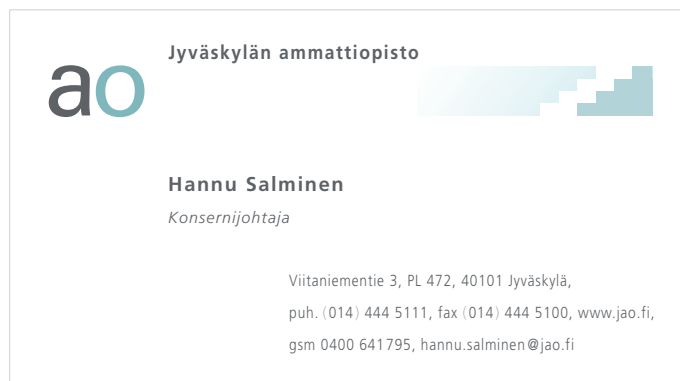 ao
Jyväskylän ammattiopisto
Hannu Salminen
Konsernijohtaja
Viitaniementie 3, PL 472, 40101 Jyväskylä,
puh. (014) 444 5111, fax (014) 444 5100, www.jao.fi,
gsm 0400 641795, hannu.salminen@jao.fi